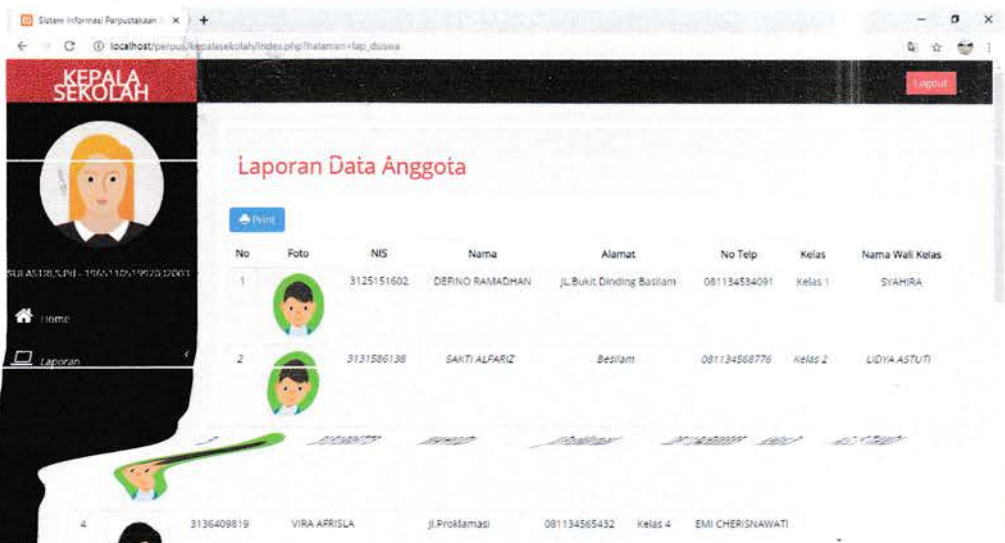 Sistem Informasi Perpustakaan
localhost/perpus/kepalasekolah/index.php?halaman=lap_dsiswa
KEPALA
SEKOLAH
Logout
Laporan Data Anggota
Print
No Foto NIS Nama Alamat No Telp Kelas Nama Wali Kelas
1 3125151602 DEFINO RAMADHAN JL.Bukit Dinding Basilam 081134534091 Kelas 1 SYAHIRA
Home
2 3131586138 SAKTI ALFARIZ Besilam 081134568776 Kelas 2 LIDYA ASTUTI
Laporan
4 3136409819 VIRA AFRISLA Jl.Proklamasi 081134565432 Kelas 4 EMI CHERISNAWATI